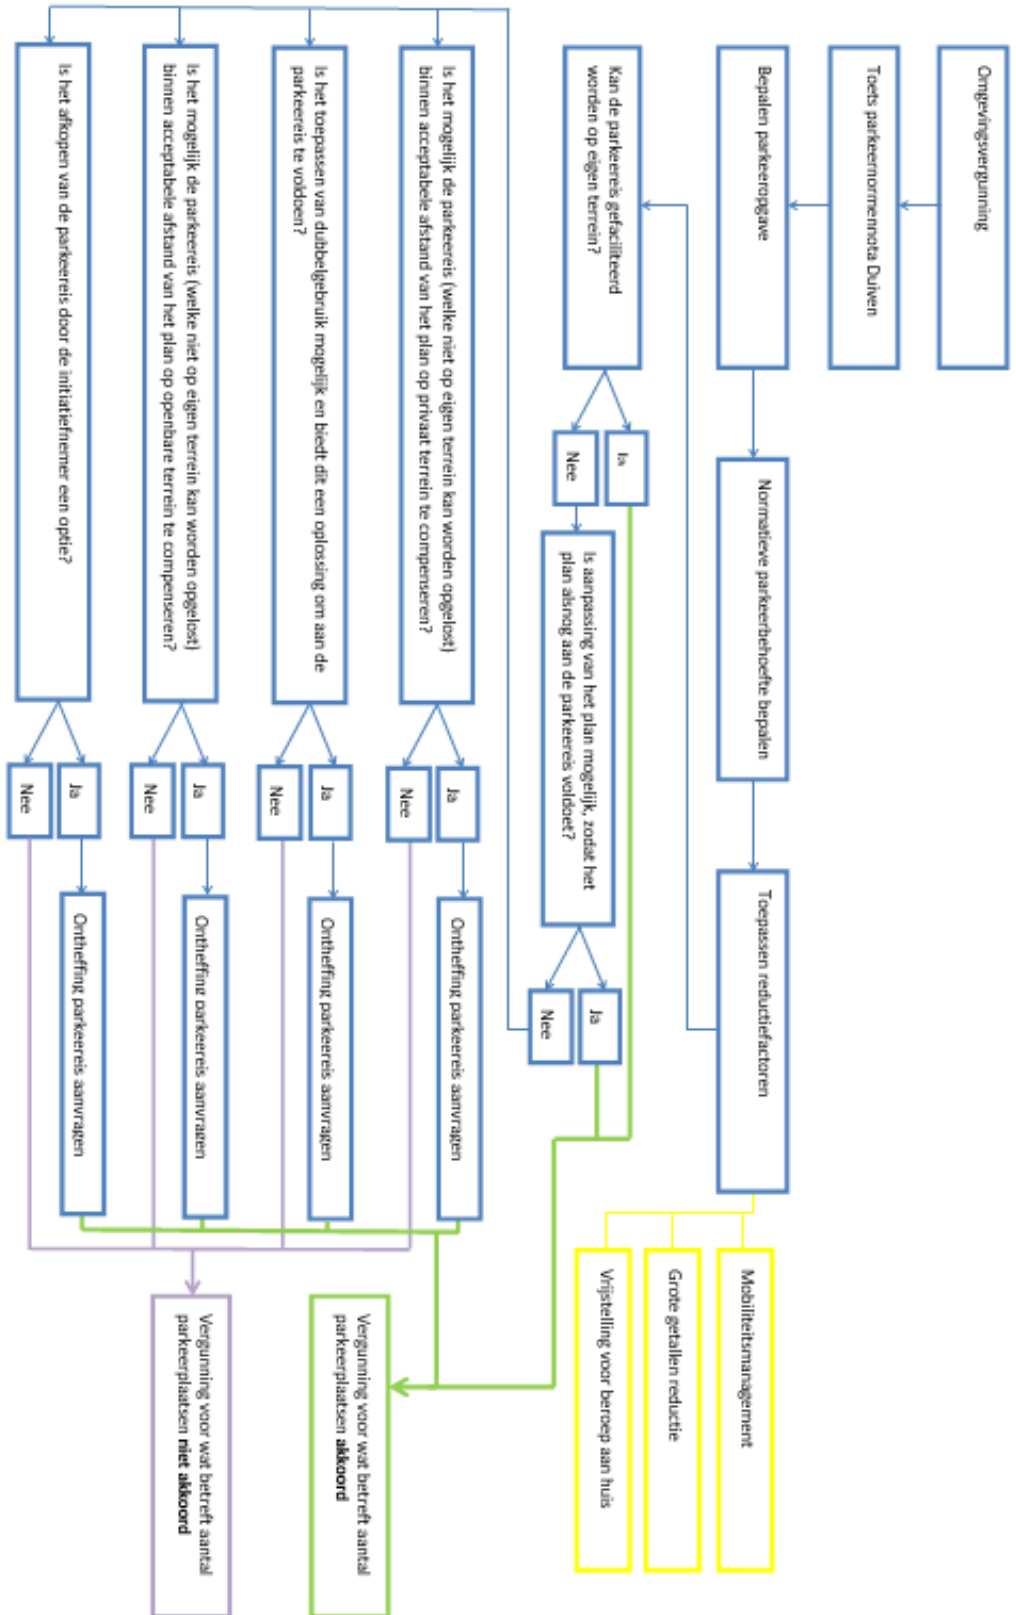 Omgevingsvergunning
Toets parkeernormennota Duiven
Bepalen parkeeropgave
Normatieve parkeerbehoefte bepalen
Toepassen reductiefactoren
Mobiliteitsmanagement
Grote getallen reductie
Vrijstelling voor beroep aan huis
Kan de parkeereis gefaciliteerd
worden op eigen terrein?
Ja
Nee
Is aanpassing van het plan mogelijk, zodat het
plan alsnog aan de parkeereis voldoet?
Ja
Nee
Is het mogelijk de parkeereis (welke niet op eigen terrein kan worden opgelost)
binnen acceptabele afstand van het plan op privaat terrein te compenseren?
Ja
Nee
Ontheffing parkeereis aanvragen
Is het toepassen van dubbelgebruik mogelijk en biedt dit een oplossing om aan de
parkeereis te voldoen?
Ja
Nee
Ontheffing parkeereis aanvragen
Is het mogelijk de parkeereis (welke niet op eigen terrein kan worden opgelost)
binnen acceptabele afstand van het plan op openbare terrein te compenseren?
Ja
Nee
Ontheffing parkeereis aanvragen
Is het afkopen van de parkeereis door de initiatiefnemer een optie?
Ja
Nee
Ontheffing parkeereis aanvragen
Vergunning voor wat betreft aantal
parkeerplaatsen akkoord
Vergunning voor wat betreft aantal
parkeerplaatsen niet akkoord